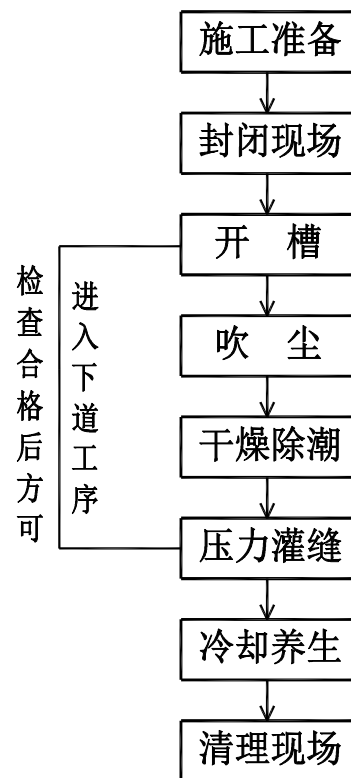 施工准备
封闭现场
开 槽
吹 尘
干燥除潮
压力灌缝
冷却养生
清理现场
检查合格后方可
进入下道工序